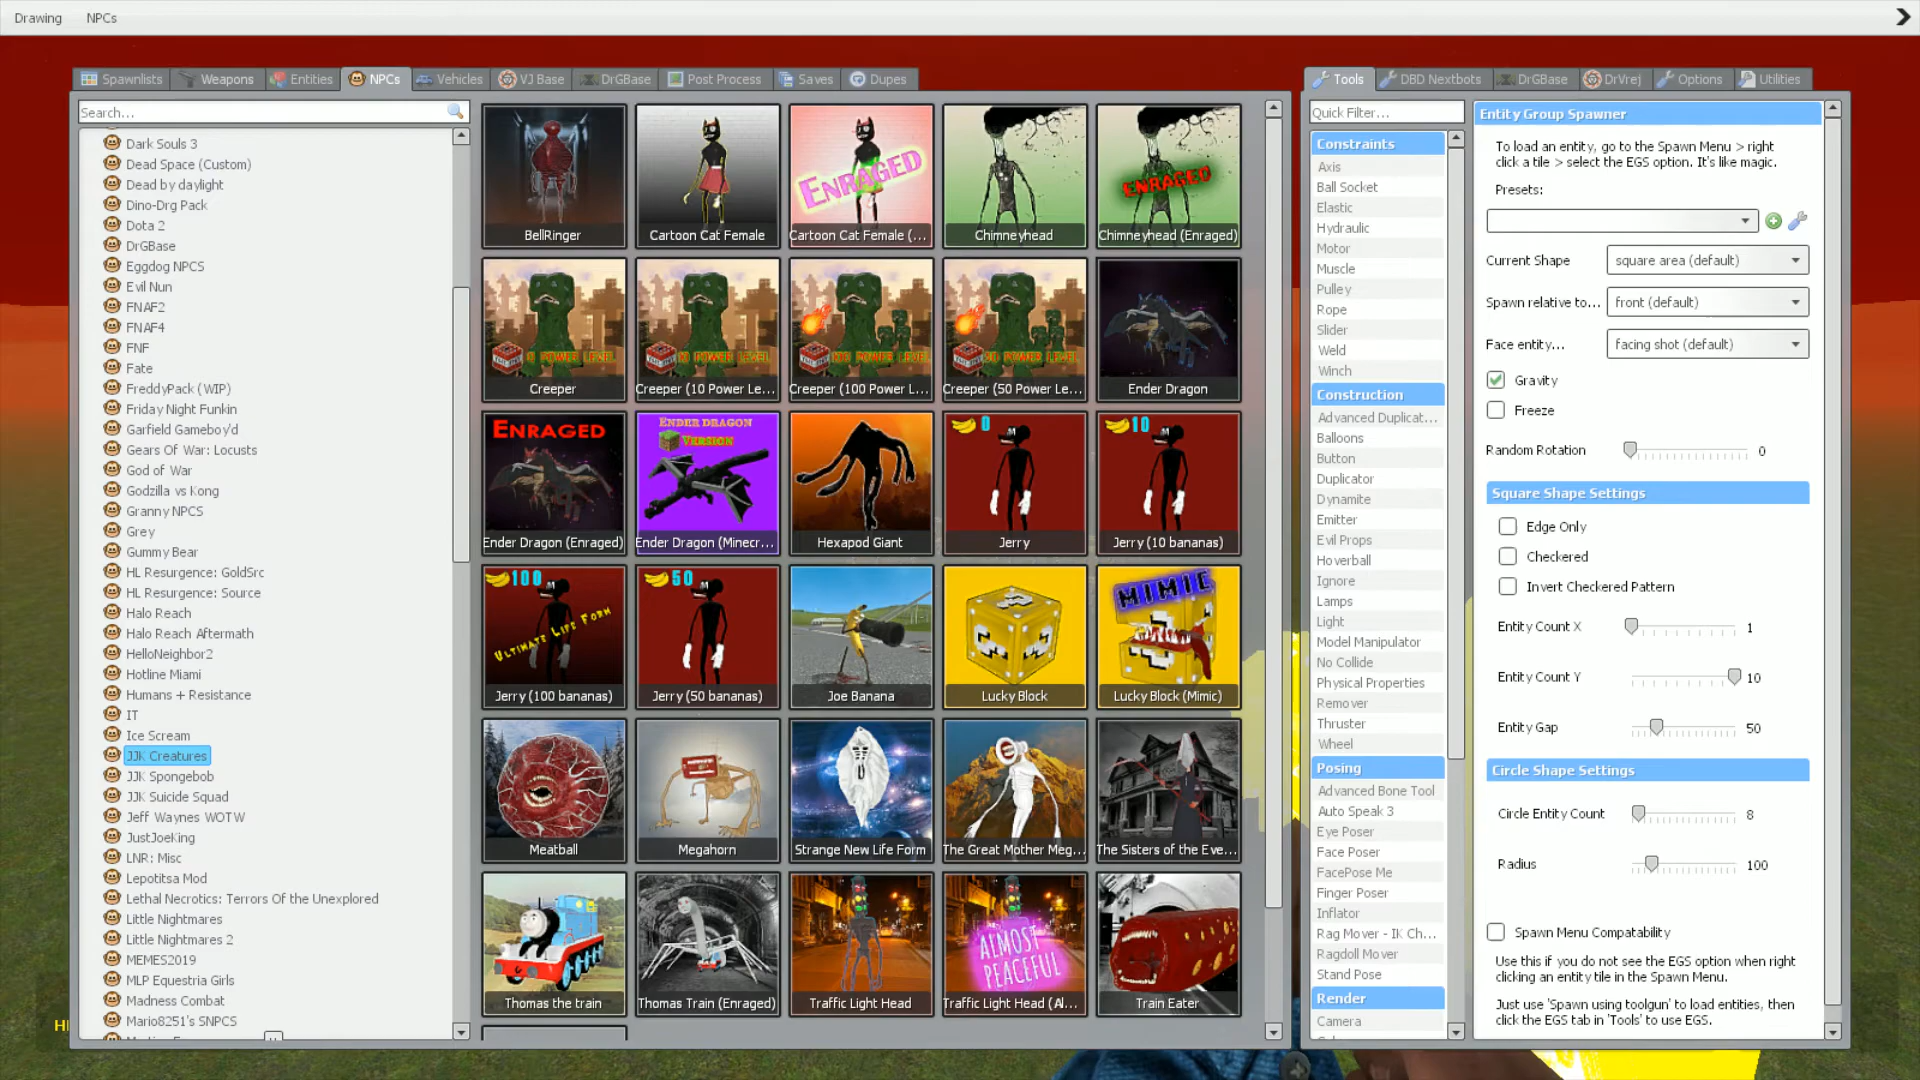 Drawing NPCs
Spawnlists Weapons Entities NPCs Vehicles VJ Base DrGBase Post Process Saves Dupes
Search...
Dark Souls 3
Dead Space (Custom)
Dead by daylight
Dino-Drg Pack
Dota 2
DrGBase
Eggdog NPCS
Evil Nun
FNAF2
FNAF4
FNF
Fate
FreddyPack (WIP)
Friday Night Funkin
Garfield Gameboy'd
Gears Of War: Locusts
God of War
Godzilla vs Kong
Granny NPCS
Grey
Gummy Bear
HL Resurgence: GoldSrc
HL Resurgence: Source
Halo Reach
Halo Reach Aftermath
HelloNeighbor2
Hotline Miami
Humans + Resistance
IT
Ice Scream
JJK Creatures
JJK Spongebob
JJK Suicide Squad
Jeff Waynes WOTW
JustJoeKing
LNR: Misc
Lepotitsa Mod
Lethal Necrotics: Terrors Of the Unexplored
Little Nightmares
Little Nightmares 2
MEMES2019
MLP Equestria Girls
Madness Combat
Mario8251's SNPCS
ENRAGED
ENRAGED
BellRinger
Cartoon Cat Female
Cartoon Cat Female (...
Chimneyhead
Chimneyhead (Enraged)
0 POWER LEVEL
10 POWER LEVEL
100 POWER LEVEL
50 POWER LEVEL
Creeper
Creeper (10 Power Le...
Creeper (100 Power L...
Creeper (50 Power Le...
Ender Dragon
ENRAGED
ENDER DRAGON
VERSION
0
10
Ender Dragon (Enraged)
Ender Dragon (Minecr...
Hexapod Giant
Jerry
Jerry (10 bananas)
100
ULTIMATE LIFE FORM
50
MIMIC
Jerry (100 bananas)
Jerry (50 bananas)
Joe Banana
Lucky Block
Lucky Block (Mimic)
Meatball
Megahorn
Strange New Life Form
The Great Mother Meg...
The Sisters of the Eve...
ALMOST
PEACEFUL
Thomas the train
Thomas Train (Enraged)
Traffic Light Head
Traffic Light Head (Al...
Train Eater
Tools DBD Nextbots DrGBase DrVrej Options Utilities
Quick Filter...
Constraints
Axis
Ball Socket
Elastic
Hydraulic
Motor
Muscle
Pulley
Rope
Slider
Weld
Winch
Construction
Advanced Duplicat...
Balloons
Button
Duplicator
Dynamite
Emitter
Evil Props
Hoverball
Ignore
Lamps
Light
Model Manipulator
No Collide
Physical Properties
Remover
Thruster
Wheel
Posing
Advanced Bone Tool
Auto Speak 3
Eye Poser
Face Poser
FacePose Me
Finger Poser
Inflator
Rag Mover - IK Ch...
Ragdoll Mover
Stand Pose
Render
Camera
Entity Group Spawner
To load an entity, go to the Spawn Menu > right
click a tile > select the EGS option. It's like magic.
Presets:
Current Shape square area (default)
Spawn relative to... front (default)
Face entity... facing shot (default)
Gravity
Freeze
Random Rotation 0
Square Shape Settings
Edge Only
Checkered
Invert Checkered Pattern
Entity Count X 1
Entity Count Y 10
Entity Gap 50
Circle Shape Settings
Circle Entity Count 8
Radius 100
Spawn Menu Compatability
Use this if you do not see the EGS option when right
clicking an entity tile in the Spawn Menu.
Just use 'Spawn using toolgun' to load entities, then
click the EGS tab in 'Tools' to use EGS.